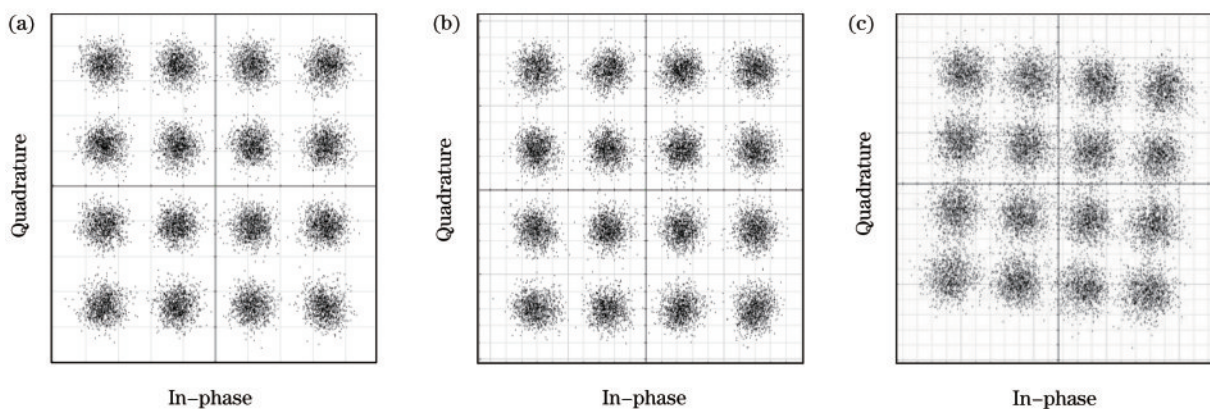 (a)
Quadrature
In-phase
(b)
Quadrature
In-phase
(c)
Quadrature
In-phase